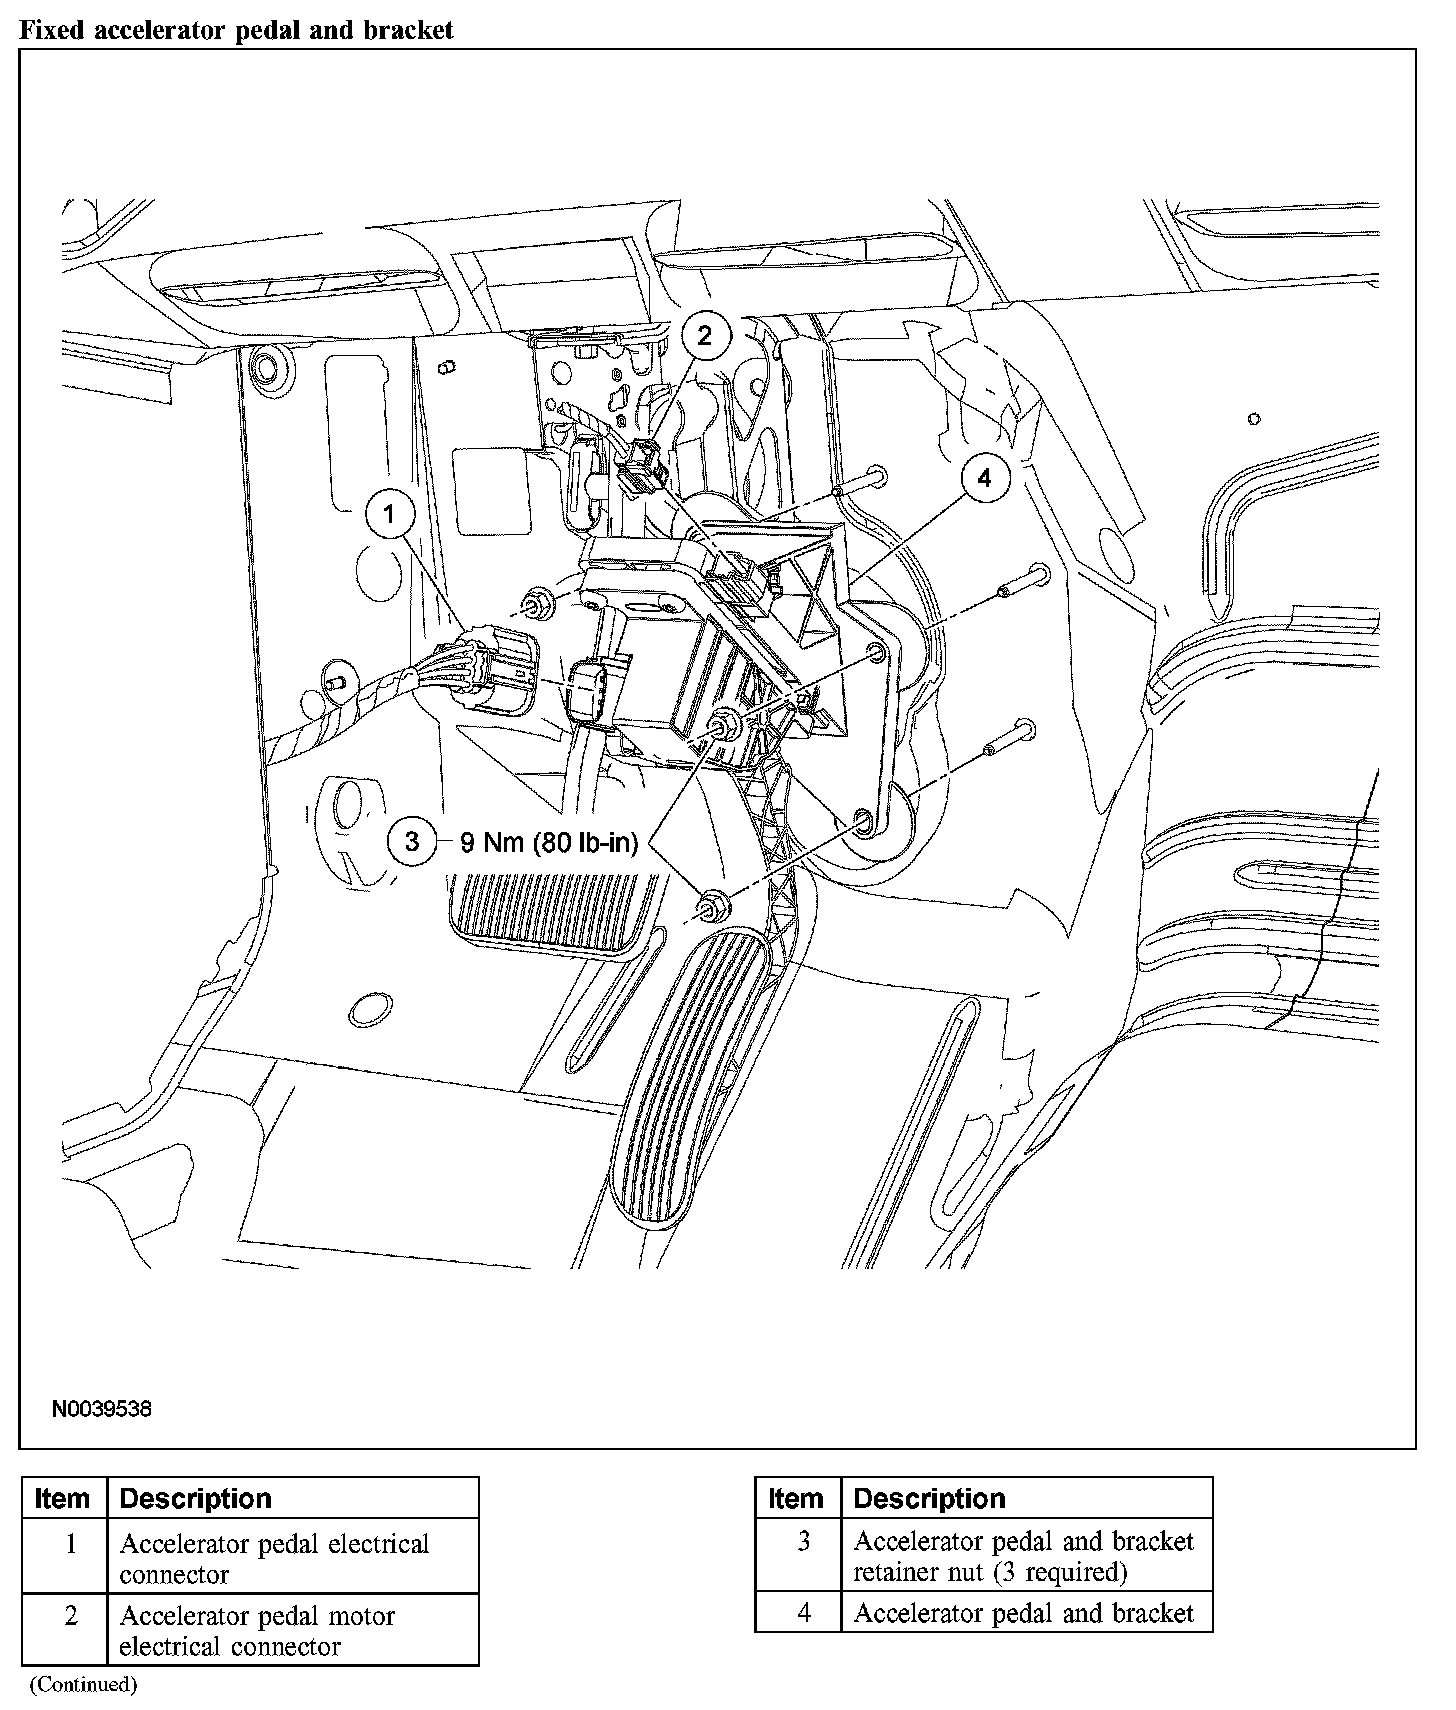 Fixed accelerator pedal and bracket
2
4
1
3
9 Nm (80 lb-in)
N0039538
Item Description
1 Accelerator pedal electrical
connector
2 Accelerator pedal motor
electrical connector
(Continued)
Item Description
3 Accelerator pedal and bracket
retainer nut (3 required)
4 Accelerator pedal and bracket